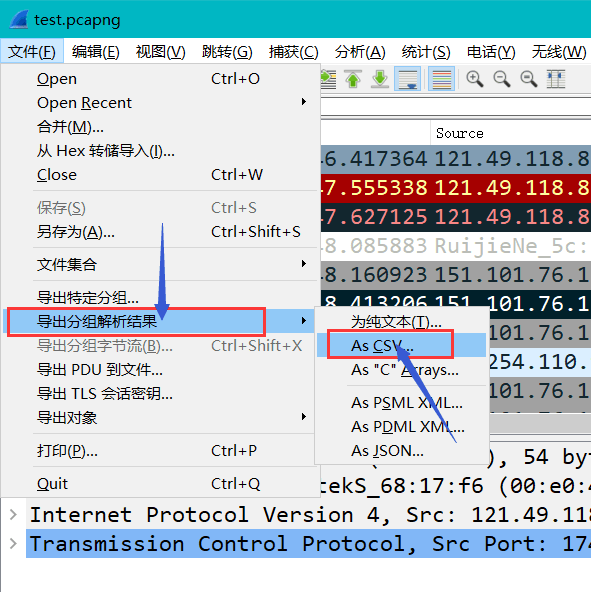 test.pcapng
文件(F) 编辑(E) 视图(V) 跳转(G) 捕获(C) 分析(A) 统计(S) 电话(Y) 无线(W)
Open Ctrl+O
Open Recent
合并(M)...
从 Hex 转储导入(I)...
Close Ctrl+W
保存(S) Ctrl+S
另存为(A)... Ctrl+Shift+S
文件集合
导出特定分组...
导出分组解析结果
导出分组字节流(B)... Ctrl+Shift+X
导出 PDU 到文件...
导出 TLS 会话密钥...
导出对象
打印(P)... Ctrl+P
Quit Ctrl+Q
为纯文本(T)...
As CSV...
As "C" Arrays...
As PSML XML...
As PDML XML...
As JSON...
Source
6.417364 121.49.118.8
7.555338 121.49.118.8
7.627125 121.49.118.8
8.085883 RuijieNe_5c:
8.160923 151.101.76.1
8.413206 151.101.76.1
254.110.
), 54 by
tekS_68:17:f6 (00:e0:4
Internet Protocol Version 4, Src: 121.49.118
Transmission Control Protocol, Src Port: 174